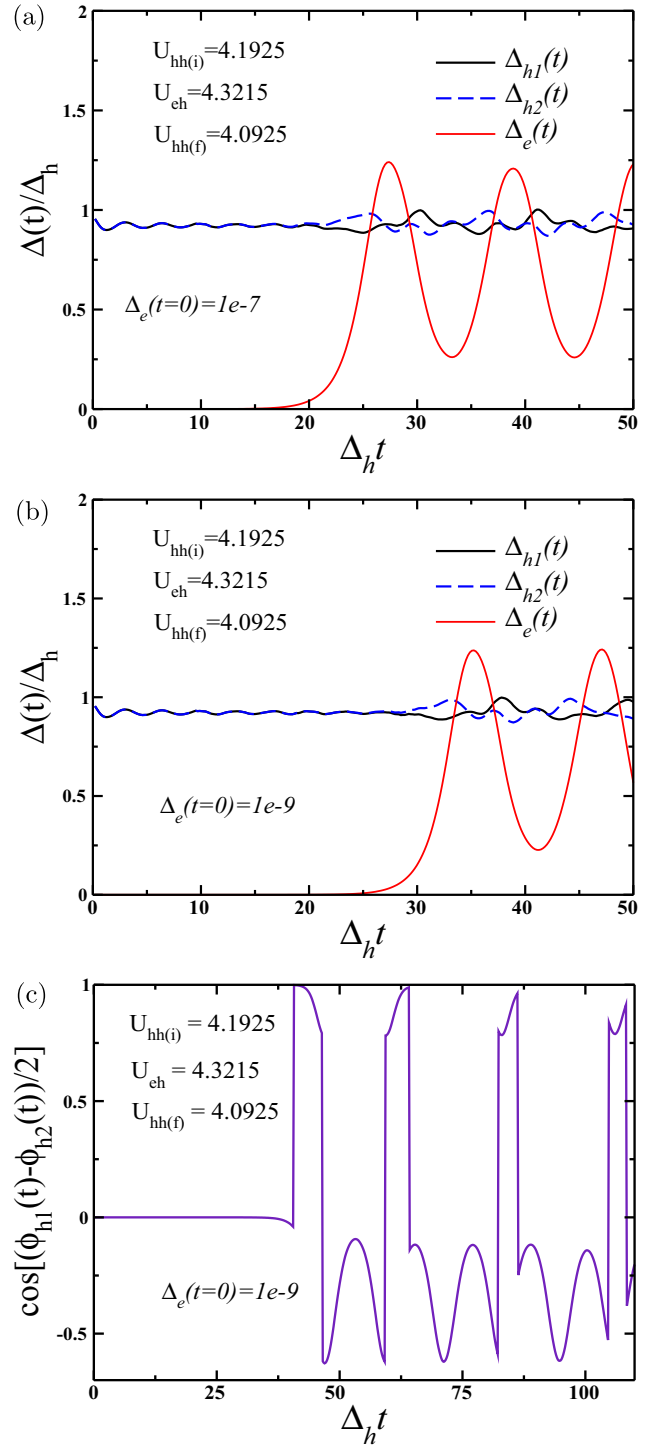 (a)
2
U_hh(i)=4.1925
Δ_h1(t)
U_eh=4.3215
Δ_h2(t)
1.5
U_hh(f)=4.0925
Δ_e(t)
Δ(t)/Δ_h
1
0.5
Δ_e(t=0)=1e-7
0
0 10 20 30 40 50
Δ_h t
(b)
2
U_hh(i)=4.1925
Δ_h1(t)
U_eh=4.3215
Δ_h2(t)
1.5
U_hh(f)=4.0925
Δ_e(t)
Δ(t)/Δ_h
1
0.5
Δ_e(t=0)=1e-9
0
0 10 20 30 40 50
Δ_h t
(c)
1
U_hh(i) = 4.1925
U_eh = 4.3215
0.5
U_hh(f) = 4.0925
cos[(ϕ_h1(t)-ϕ_h2(t))/2]
0
Δ_e(t=0)=1e-9
-0.5
0 25 50 75 100
Δ_h t